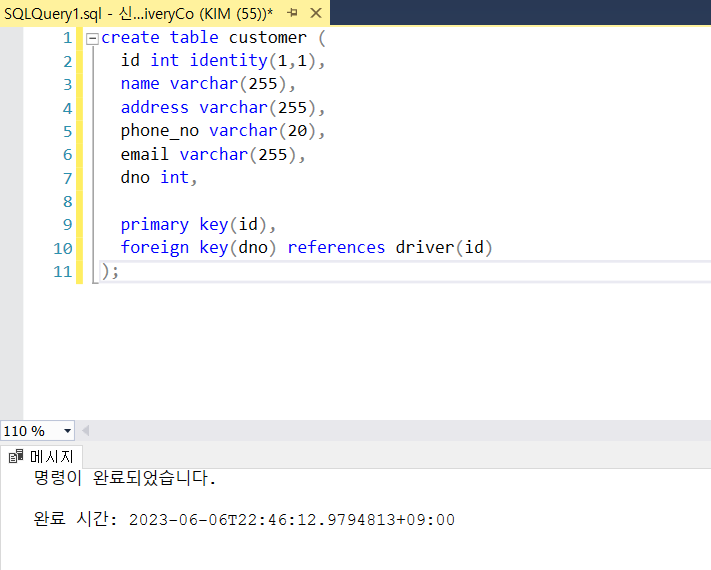 SQLQuery1.sql - 신...iveryCo (KIM (55))*
1 create table customer (
2 id int identity(1,1),
3 name varchar(255),
4 address varchar(255),
5 phone_no varchar(20),
6 email varchar(255),
7 dno int,
8
9 primary key(id),
10 foreign key(dno) references driver(id)
11 );
110 %
메시지
명령이 완료되었습니다.
완료 시간: 2023-06-06T22:46:12.9794813+09:00